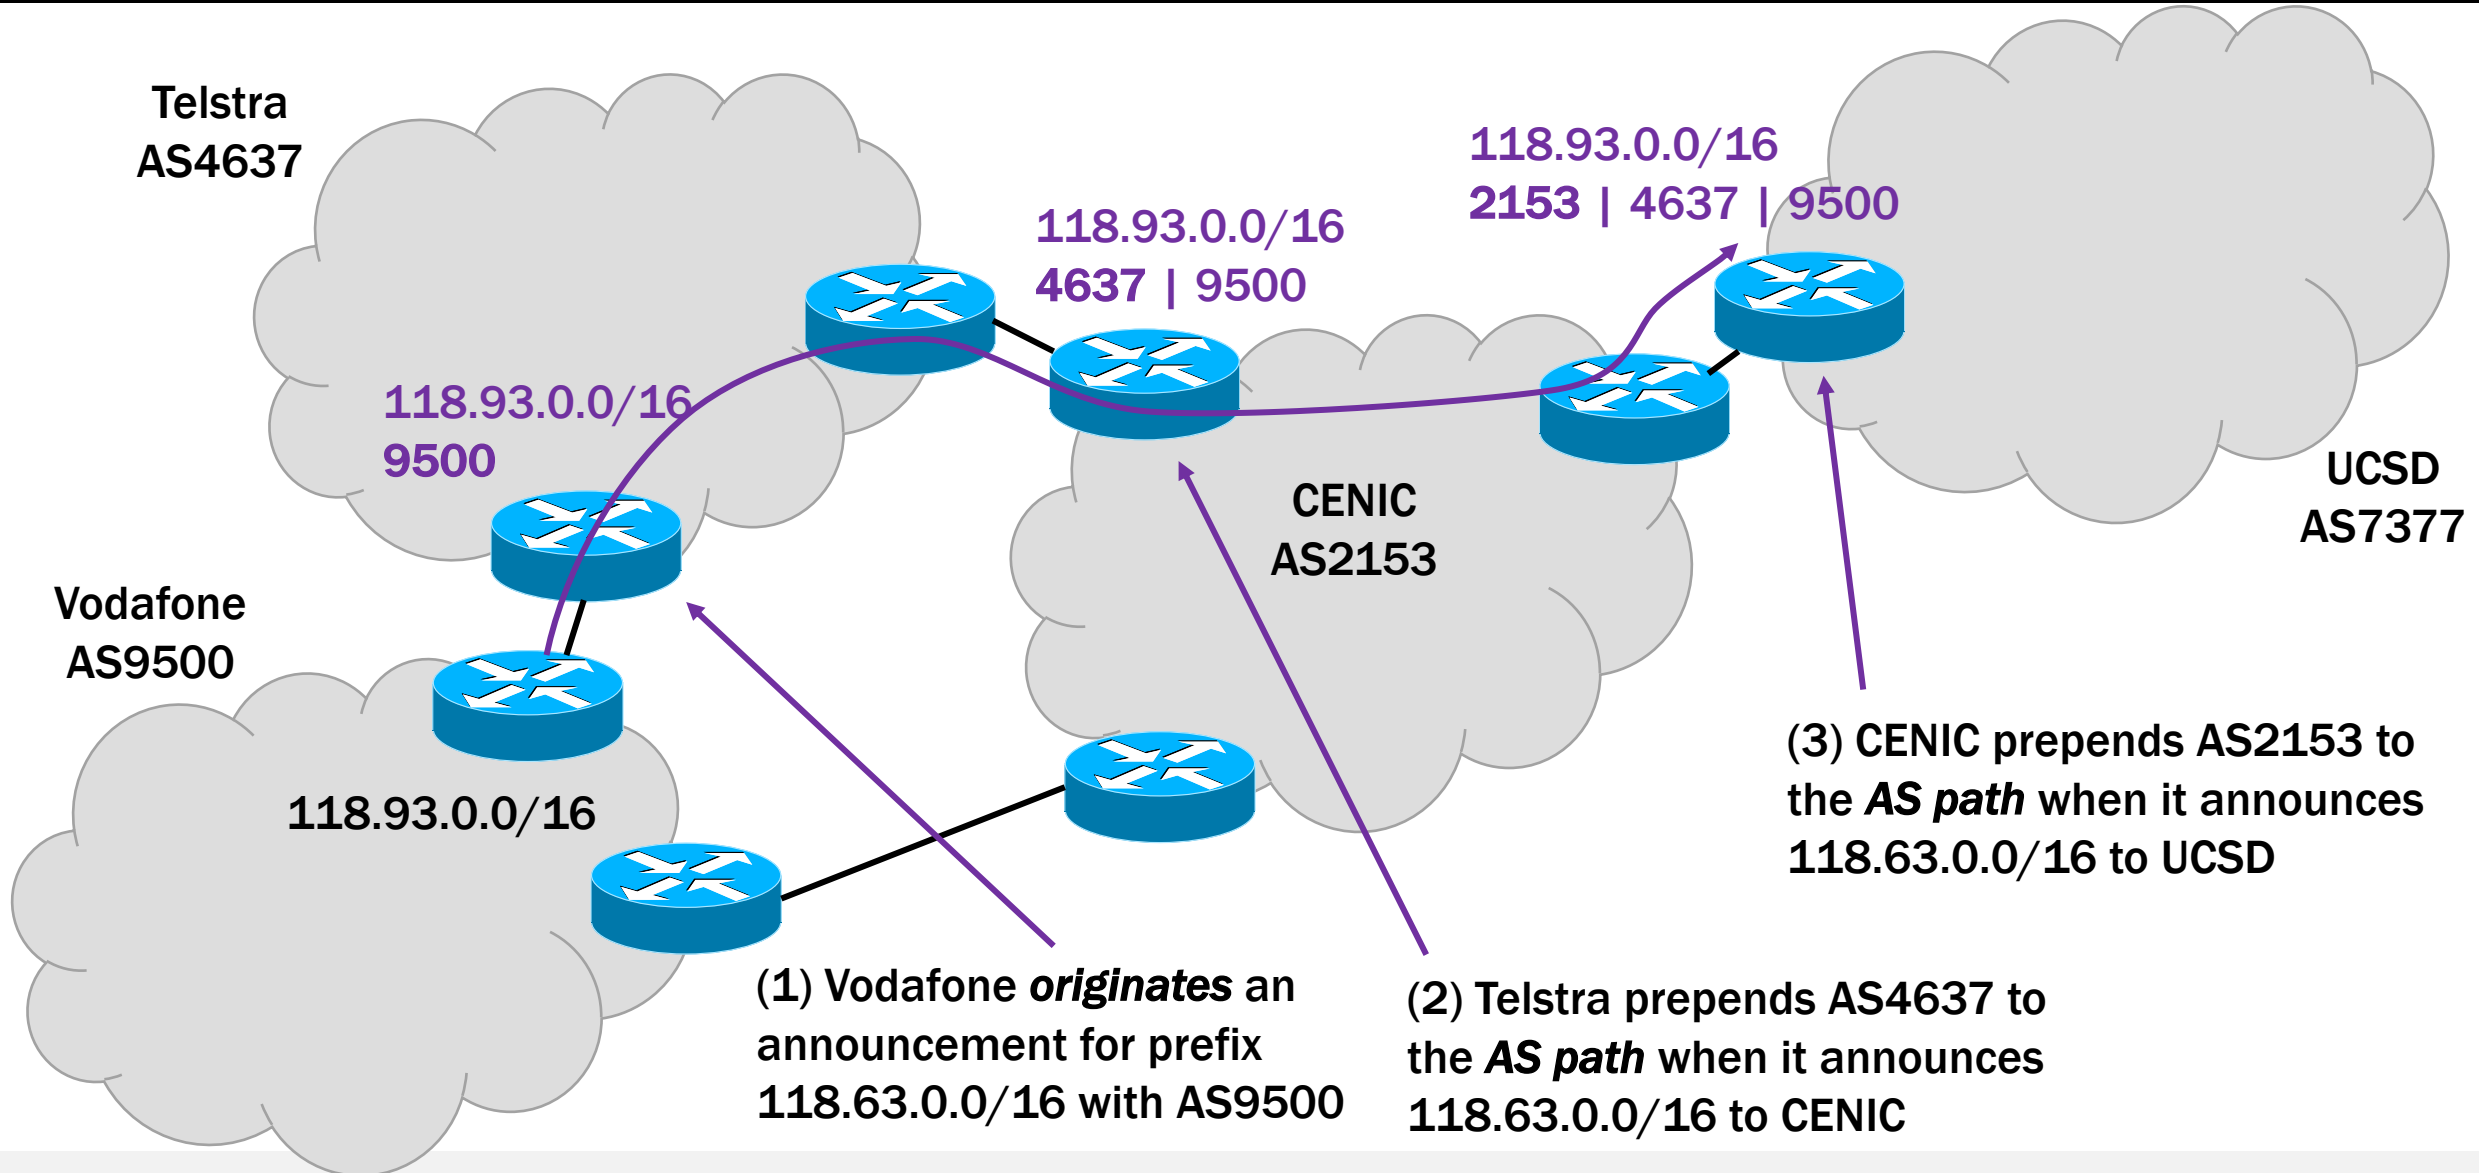 Telstra
AS4637
118.93.0.0/16
2153 | 4637 | 9500
118.93.0.0/16
4637 | 9500
118.93.0.0/16
9500
UCSD
AS7377
CENIC
AS2153
Vodafone
AS9500
118.93.0.0/16
(3) CENIC prepends AS2153 to
the AS path when it announces
118.63.0.0/16 to UCSD
(1) Vodafone originates an
announcement for prefix
118.63.0.0/16 with AS9500
(2) Telstra prepends AS4637 to
the AS path when it announces
118.63.0.0/16 to CENIC